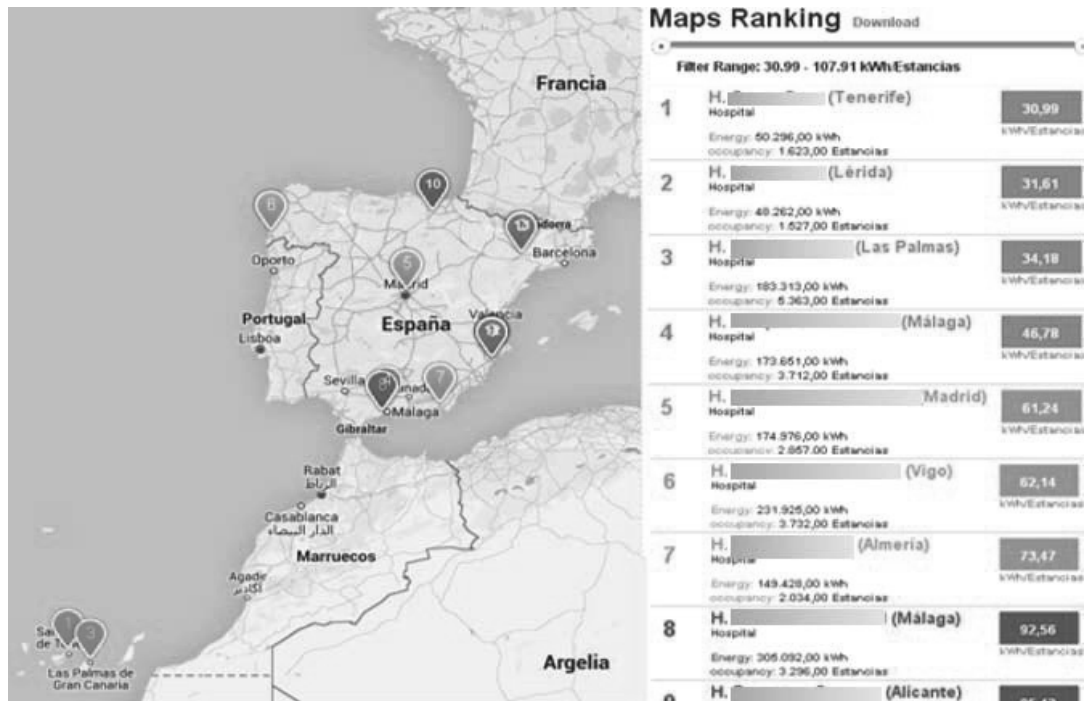 Francia
10
6
Andorra
Oporto
Barcelona
5
Madrid
Valencia
Portugal
España
Lisboa
Sevilla
7
Málaga
Gibraltar
Rabat
الرباط
Casablanca
الدار البيضاء
Marruecos
Agadir
أكادير
1
3
Las Palmas de
Gran Canaria
Argelia
Maps Ranking Download
Filter Range: 30.99 - 107.91 kWh/Estancias
1 H. (Tenerife) 30,99
Hospital
kWh/Estancias
Energy: 50.296,00 kWh
occupancy: 1.623,00 Estancias
2 H. (Lérida) 31,61
Hospital
kWh/Estancias
Energy: 48.262,00 kWh
occupancy: 1.527,00 Estancias
3 H. (Las Palmas) 34,18
Hospital
kWh/Estancias
Energy: 183.313,00 kWh
occupancy: 5.363,00 Estancias
4 H. (Málaga) 46,78
Hospital
kWh/Estancias
Energy: 173.651,00 kWh
occupancy: 3.712,00 Estancias
5 H. Madrid) 61,24
Hospital
kWh/Estancias
Energy: 174.976,00 kWh
occupancy: 2.857.00 Estancias
6 H. (Vigo) 62,14
Hospital
kWh/Estancias
Energy: 231.925,00 kWh
occupancy: 3.732,00 Estancias
7 H. (Almería) 73,47
Hospital
kWh/Estancias
Energy: 149.428,00 kWh
occupancy: 2.034,00 Estancias
8 H. (Málaga) 92,56
Hospital
kWh/Estancias
Energy: 305.092,00 kWh
occupancy: 3.296,00 Estancias
H. (Alicante)